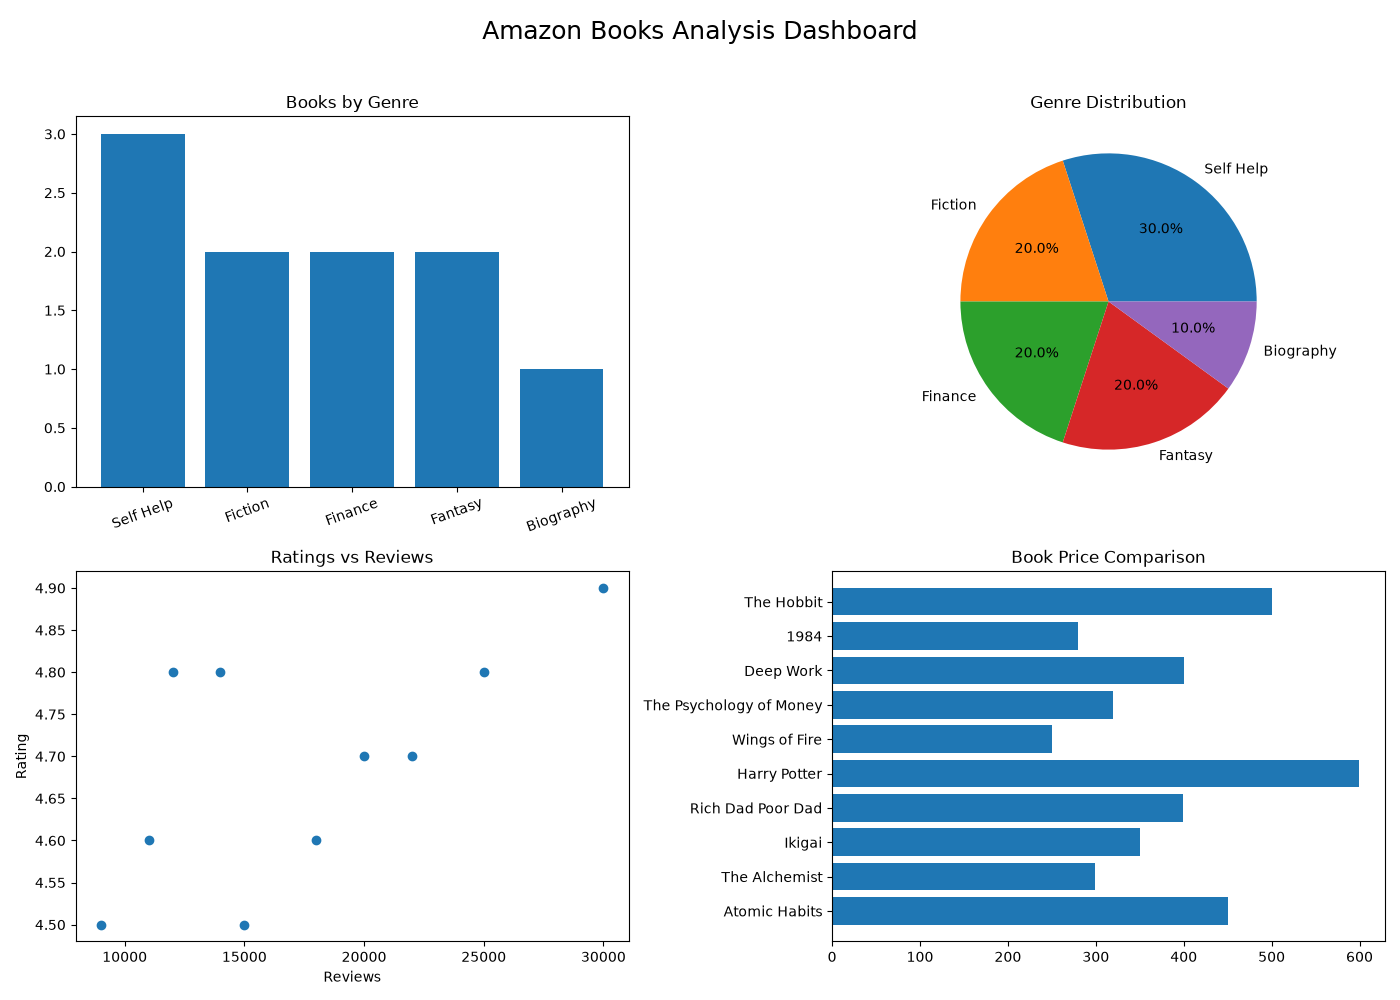 Amazon Books Analysis Dashboard
Books by Genre
3.0
2.5
2.0
1.5
1.0
0.5
0.0
Self Help
Fiction
Finance
Fantasy
Biography
Genre Distribution
Self Help
30.0%
Fiction
20.0%
Finance
20.0%
Fantasy
20.0%
Biography
10.0%
Ratings vs Reviews
Rating
4.90
4.85
4.80
4.75
4.70
4.65
4.60
4.55
4.50
10000
15000
20000
25000
30000
Reviews
Book Price Comparison
The Hobbit
1984
Deep Work
The Psychology of Money
Wings of Fire
Harry Potter
Rich Dad Poor Dad
Ikigai
The Alchemist
Atomic Habits
0
100
200
300
400
500
600